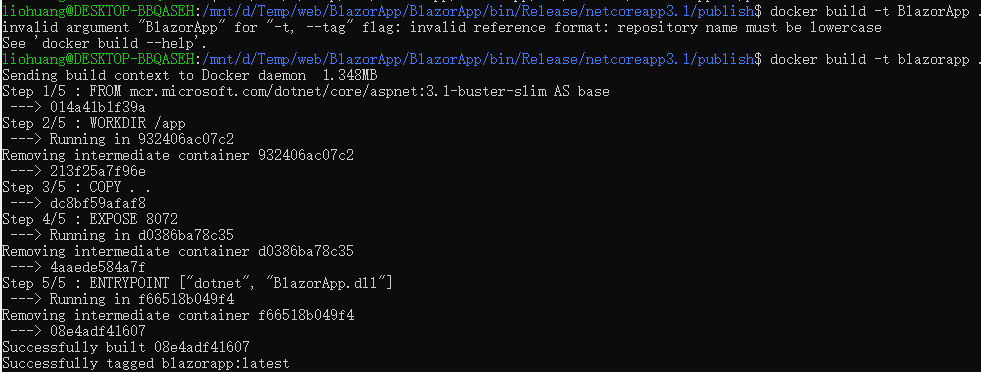 liohuang@DESKTOP-BBQASEH:/mnt/d/Temp/web/BlazorApp/BlazorApp/bin/Release/netcoreapp3.1/publish$ docker build -t BlazorApp .
invalid argument "BlazorApp" for "-t, --tag" flag: invalid reference format: repository name must be lowercase
See 'docker build --help'.
liohuang@DESKTOP-BBQASEH:/mnt/d/Temp/web/BlazorApp/BlazorApp/bin/Release/netcoreapp3.1/publish$ docker build -t blazorapp .
Sending build context to Docker daemon  1.348MB
Step 1/5 : FROM mcr.microsoft.com/dotnet/core/aspnet:3.1-buster-slim AS base
 ---> 014a41b1f39a
Step 2/5 : WORKDIR /app
 ---> Running in 932406ac07c2
Removing intermediate container 932406ac07c2
 ---> 213f25a7f96e
Step 3/5 : COPY . .
 ---> dc8bf59afaf8
Step 4/5 : EXPOSE 8072
 ---> Running in d0386ba78c35
Removing intermediate container d0386ba78c35
 ---> 4aaede584a7f
Step 5/5 : ENTRYPOINT ["dotnet", "BlazorApp.dll"]
 ---> Running in f66518b049f4
Removing intermediate container f66518b049f4
 ---> 08e4adf41607
Successfully built 08e4adf41607
Successfully tagged blazorapp:latest